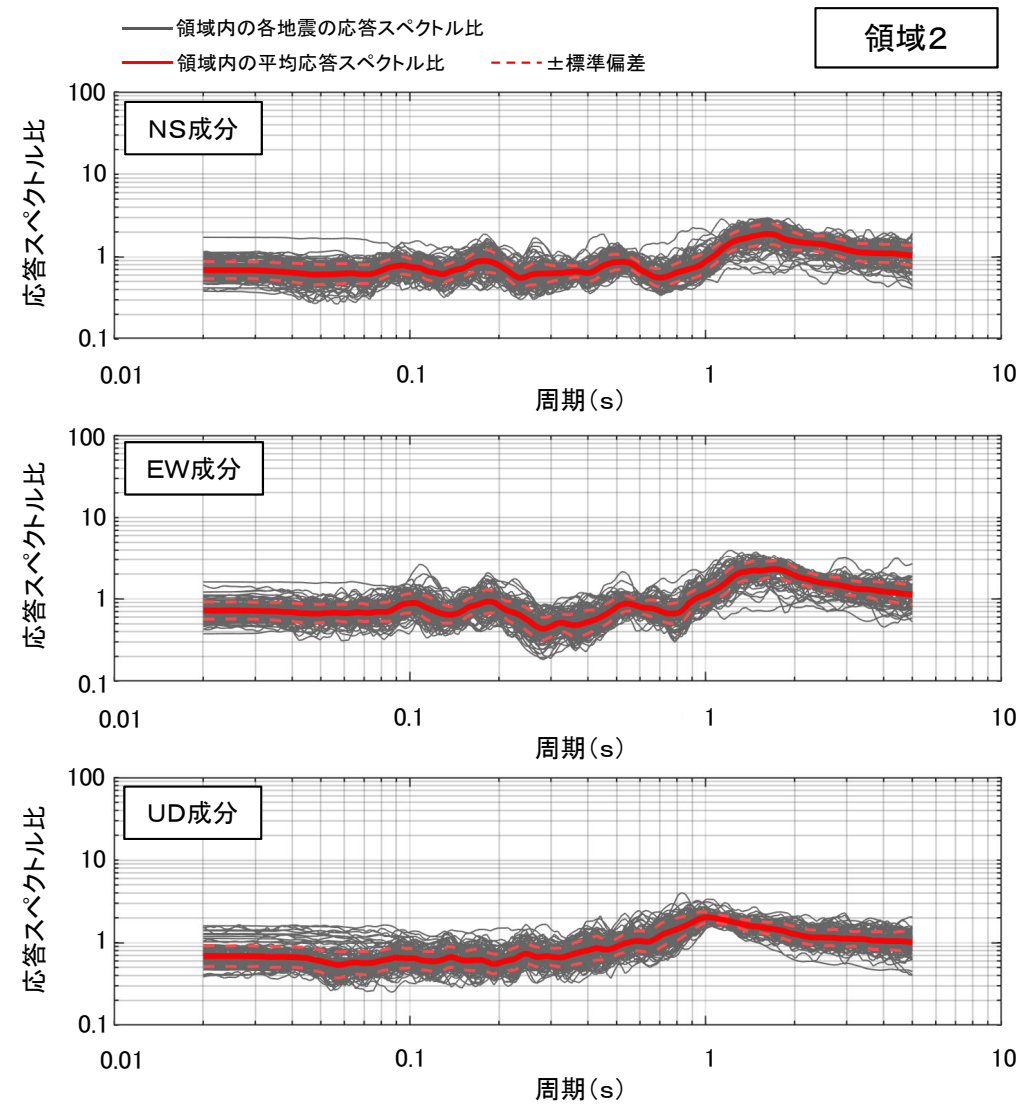 領域内の各地震の応答スペクトル比
領域2
領域内の平均応答スペクトル比 ±標準偏差
NS成分
応答スペクトル比
100
10
1
0.1
0.01 0.1 1 10
周期(s)
EW成分
応答スペクトル比
100
10
1
0.1
0.01 0.1 1 10
周期(s)
UD成分
応答スペクトル比
100
10
1
0.1
0.01 0.1 1 10
周期(s)